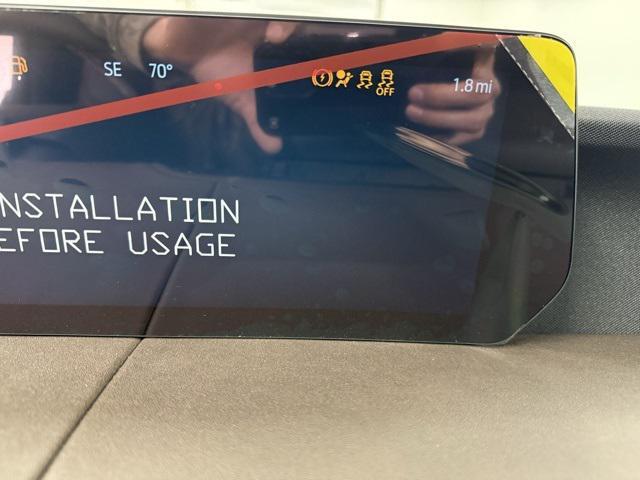 SE 70°
OFF
1.8 mi
NSTALLATION
EFORE USAGE